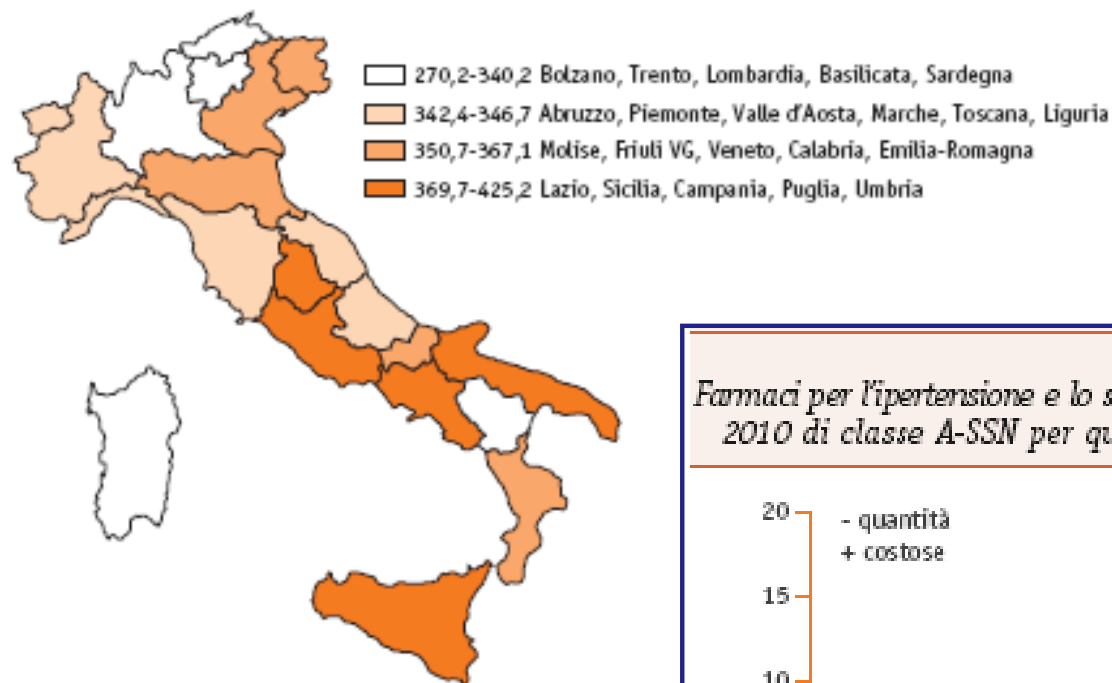 270,2-340,2 Bolzano, Trento, Lombardia, Basilicata, Sardegna
342,4-346,7 Abruzzo, Piemonte, Valle d'Aosta, Marche, Toscana, Liguria
350,7-367,1 Molise, Friuli VG, Veneto, Calabria, Emilia-Romagna
369,7-425,2 Lazio, Sicilia, Campania, Puglia, Umbria
Farmaci per l'ipertensione e lo s
2010 di classe A-SSN per qu
20
- quantità
+ costose
15
10